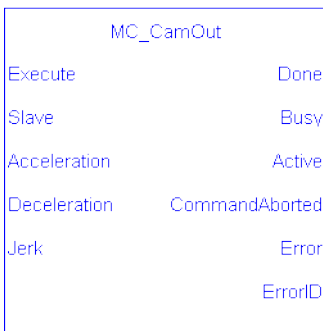 MC_CamOut
Execute Done
Slave Busy
Acceleration Active
Deceleration CommandAborted
Jerk Error
ErrorID